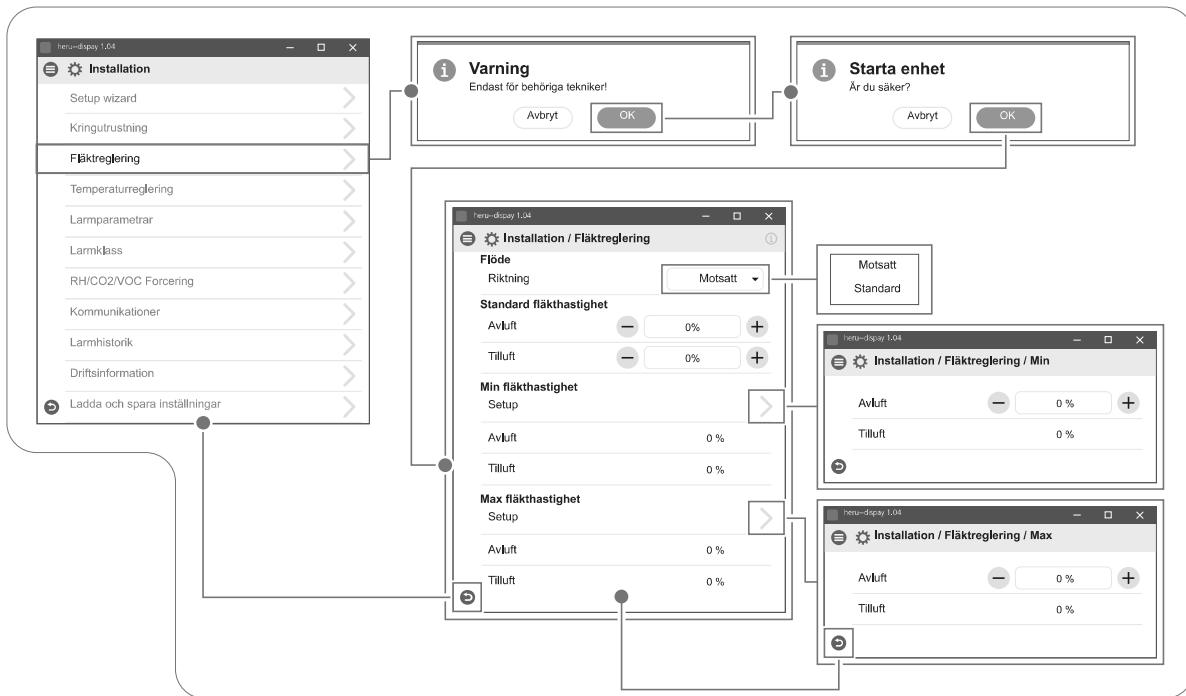 heru-dispay 1.04
Installation
Setup wizard
Kringutrustning
Fläktreglering
Temperaturreglering
Larmparametrar
Larmklass
RH/CO2/VOC Forcering
Kommunikationer
Larmhistorik
Driftsinformation
Ladda och spara inställningar
Varning
Endast för behöriga tekniker!
Avbryt OK
Starta enhet
Är du säker?
Avbryt OK
heru-dispay 1.04
Installation / Fläktreglering
Flöde
Riktning Motsatt
Standard fläkthastighet
Avluft 0%
Tilluft 0%
Min fläkthastighet
Setup
Avluft 0 %
Tilluft 0 %
Max fläkthastighet
Setup
Avluft 0 %
Tilluft 0 %
Motsatt
Standard
heru-dispay 1.04
Installation / Fläktreglering / Min
Avluft 0 %
Tilluft 0 %
heru-dispay 1.04
Installation / Fläktreglering / Max
Avluft 0 %
Tilluft 0 %